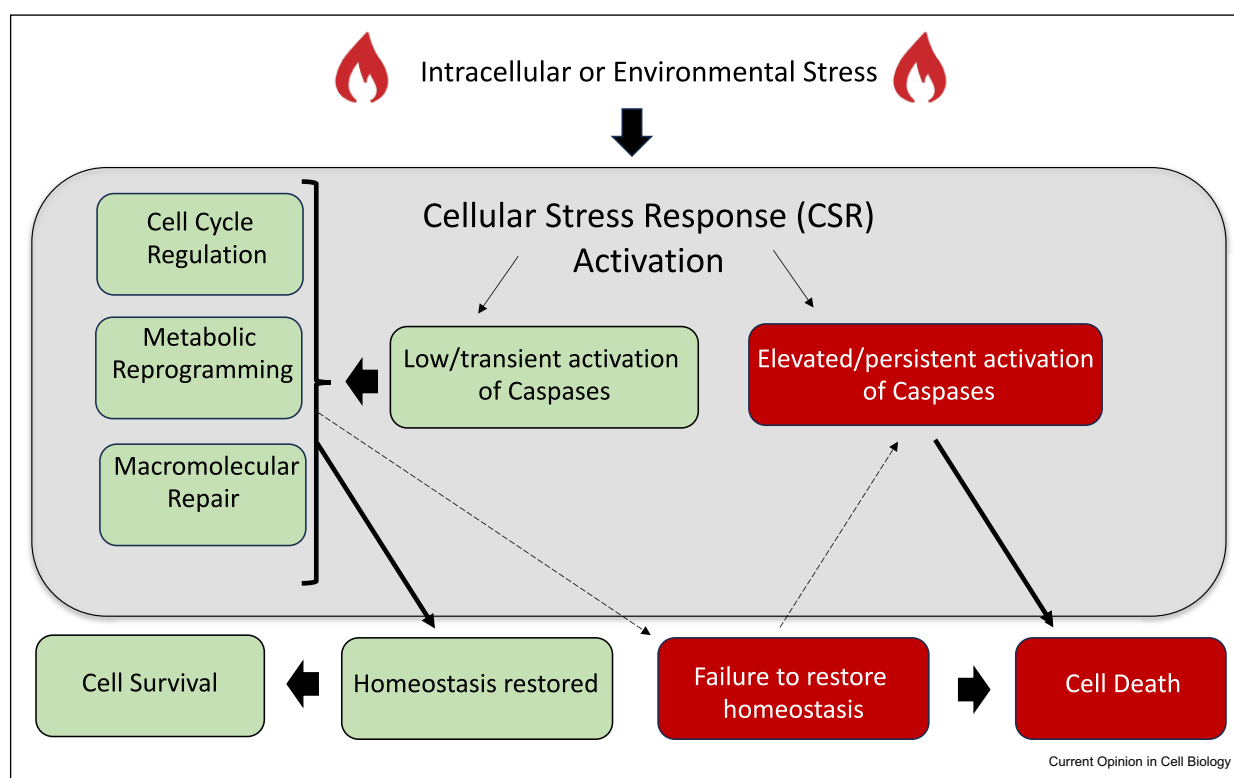 Intracellular or Environmental Stress
Cellular Stress Response (CSR)
Activation
Cell Cycle
Regulation
Metabolic
Reprogramming
Macromolecular
Repair
Low/transient activation
of Caspases
Elevated/persistent activation
of Caspases
Cell Survival
Homeostasis restored
Failure to restore
homeostasis
Cell Death
Current Opinion in Cell Biology